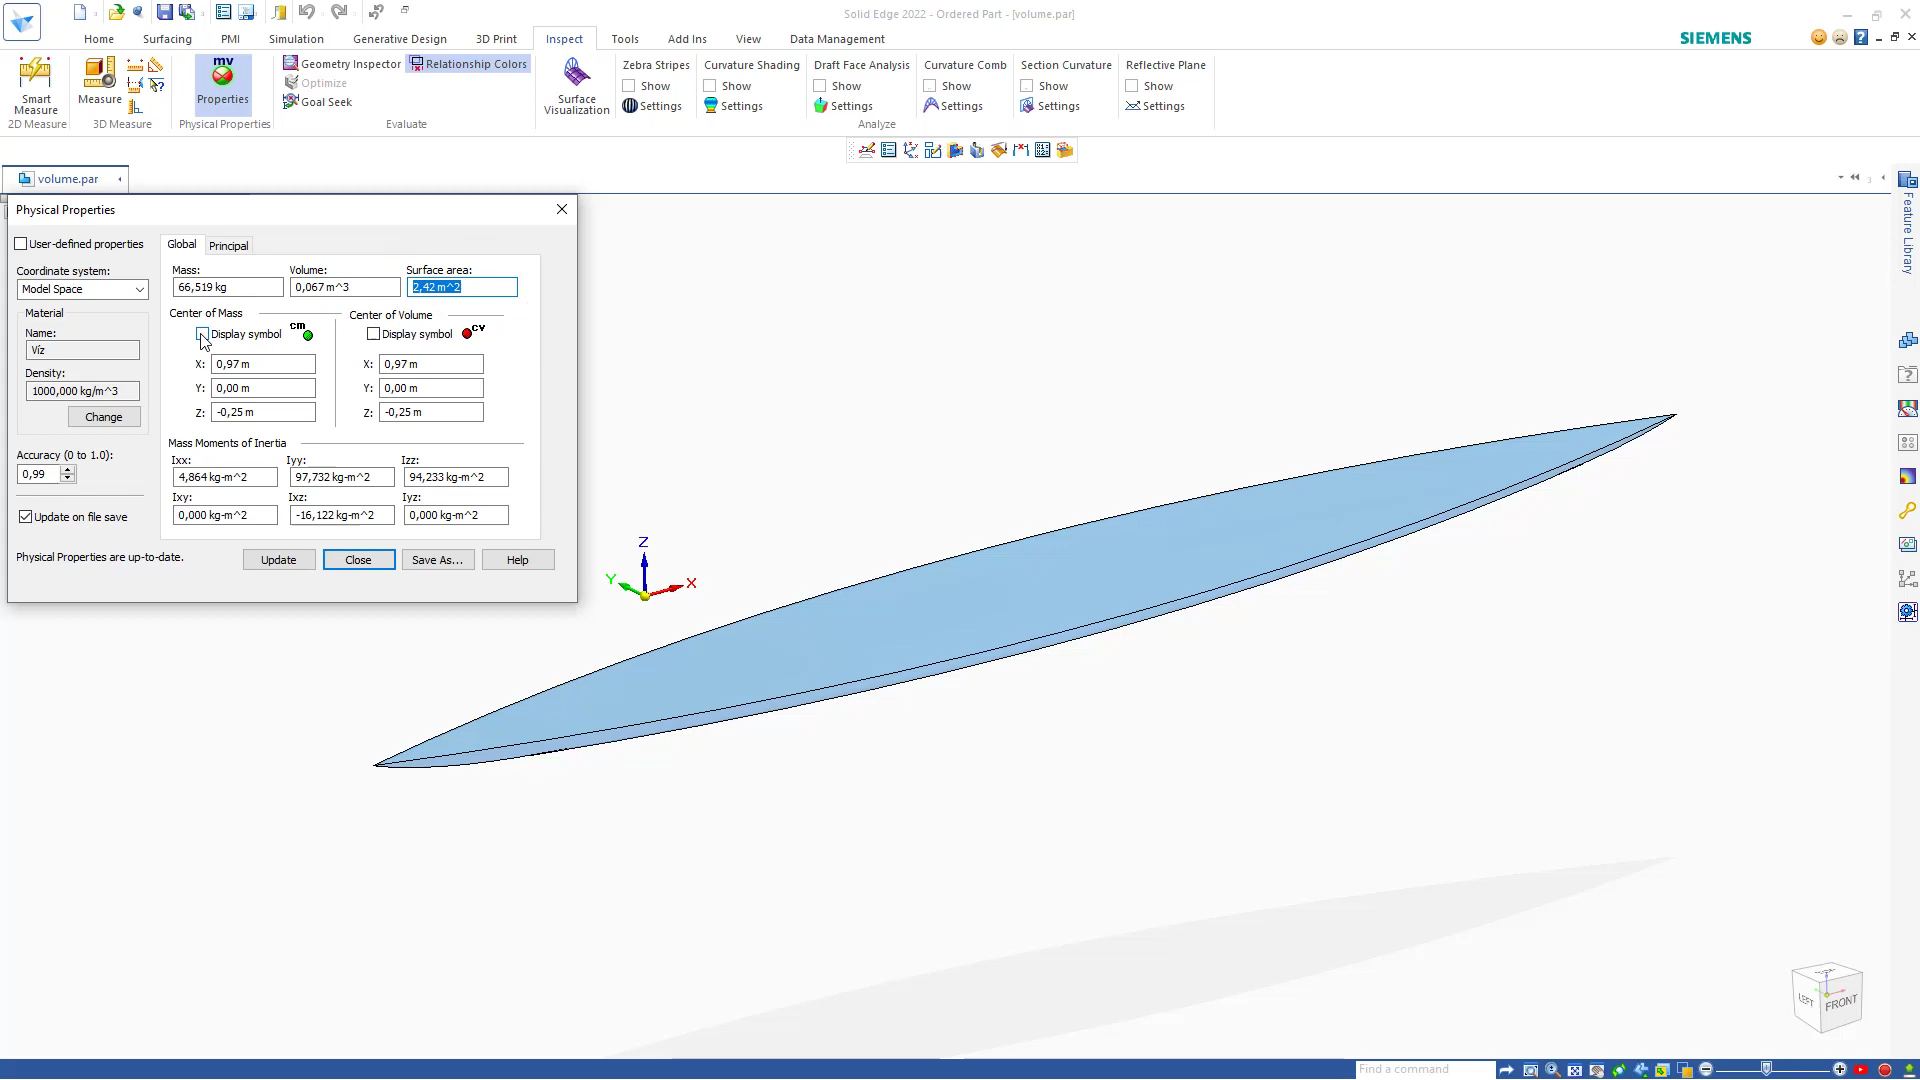 Solid Edge 2022 - Ordered Part - [volume.par]
Home Surfacing PMI Simulation Generative Design 3D Print Inspect Tools Add Ins View Data Management
SIEMENS
Smart Measure
2D Measure
Measure
3D Measure
mv
Properties
Physical Properties
Geometry Inspector
Relationship Colors
Optimize
Goal Seek
Evaluate
Surface Visualization
Zebra Stripes
Show
Settings
Curvature Shading
Show
Settings
Draft Face Analysis
Show
Settings
Curvature Comb
Show
Settings
Section Curvature
Show
Settings
Reflective Plane
Show
Settings
Analyze
volume.par
3
Physical Properties
User-defined properties
Coordinate system:
Model Space
Material
Name:
Víz
Density:
1000,000 kg/m^3
Change
Accuracy (0 to 1.0):
0,99
Update on file save
Physical Properties are up-to-date.
Global Principal
Mass: Volume: Surface area:
66,519 kg 0,067 m^3 2,42 m^2
Center of Mass
Display symbol cm
X: 0,97 m
Y: 0,00 m
Z: -0,25 m
Center of Volume
Display symbol cv
X: 0,97 m
Y: 0,00 m
Z: -0,25 m
Mass Moments of Inertia
Ixx: Iyy: Izz:
4,864 kg-m^2 97,732 kg-m^2 94,233 kg-m^2
Ixy: Ixz: Iyz:
0,000 kg-m^2 -16,122 kg-m^2 0,000 kg-m^2
Update Close Save As... Help
Z
Y
X
Feature Library
LEFT
FRONT
Find a command